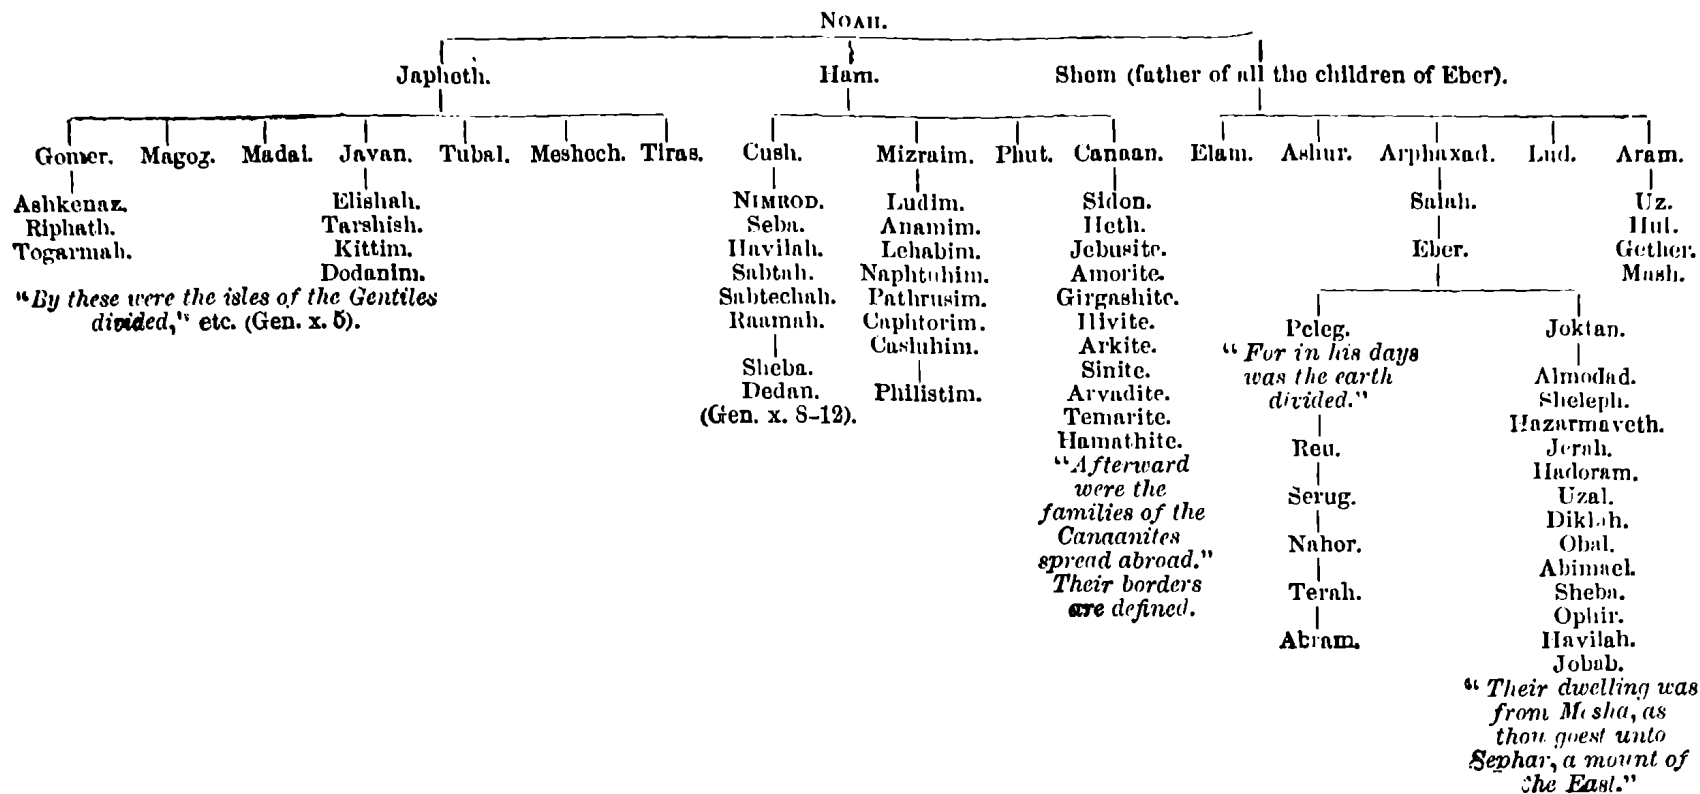 NOAH.
Japheth. Ham. Shem (father of all the children of Eber).
Gomer. Magog. Madai. Javan. Tubal. Meshech. Tiras. Cush. Mizraim. Phut. Canaan. Elam. Ashur. Arphaxad. Lud. Aram.
Ashkenaz.
Riphath.
Togarmah.
Elishah.
Tarshish.
Kittim.
Dodanim.
"By these were the isles of the Gentiles
divided," etc. (Gen. x. 5).
NIMROD.
Seba.
Havilah.
Sabtah.
Sabtechah.
Raamah.
Sheba.
Dedan.
(Gen. x. 8-12).
Ludim.
Anamim.
Lehabim.
Naphtuhim.
Pathrusim.
Caphtorim.
Casluhim.
Philistim.
Sidon.
Heth.
Jebusite.
Amorite.
Girgashite.
Hivite.
Arkite.
Sinite.
Arvadite.
Temarite.
Hamathite.
"Afterward
were the
families of the
Canaanites
spread abroad."
Their borders
are defined.
Salah.
Eber.
Peleg.
"For in his days
was the earth
divided."
Reu.
Serug.
Nahor.
Terah.
Abram.
Joktan.
Almodad.
Sheleph.
Hazarmaveth.
Jerah.
Hadoram.
Uzal.
Diklah.
Obal.
Abimael.
Sheba.
Ophir.
Havilah.
Jobab.
"Their dwelling was
from Mesha, as
thou goest unto
Sephar, a mount of
the East."
Uz.
Hul.
Gether.
Mash.